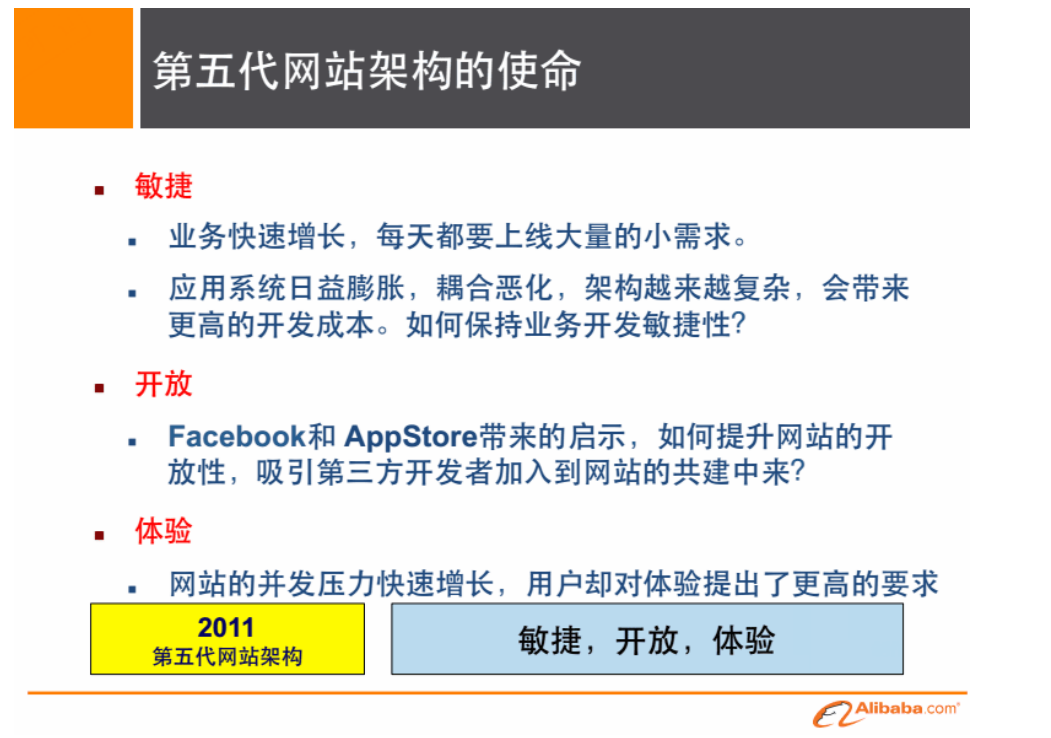 第五代网站架构的使命
敏捷
业务快速增长，每天都要上线大量的小需求。
应用系统日益膨胀，耦合恶化，架构越来越复杂，会带来
更高的开发成本。如何保持业务开发敏捷性？
开放
Facebook和 AppStore带来的启示，如何提升网站的开
放性，吸引第三方开发者加入到网站的共建中来？
体验
网站的并发压力快速增长，用户却对体验提出了更高的要求
2011
第五代网站架构
敏捷，开放，体验
Alibaba.com